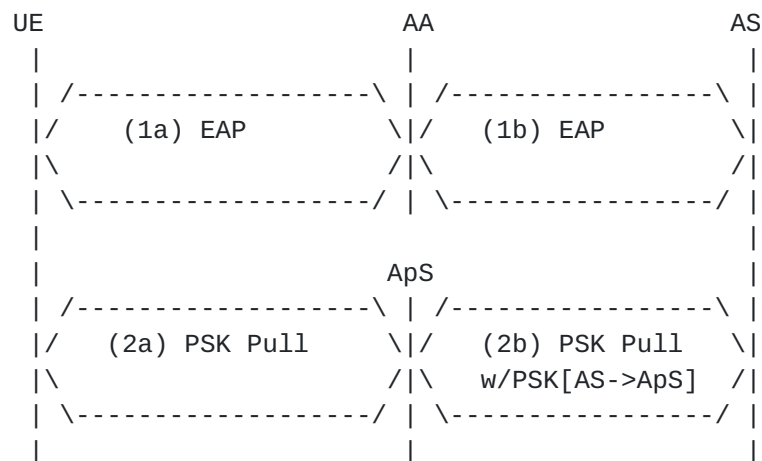 UE AA AS
(1a) EAP (1b) EAP
ApS
(2a) PSK Pull (2b) PSK Pull
w/PSK[AS->ApS]